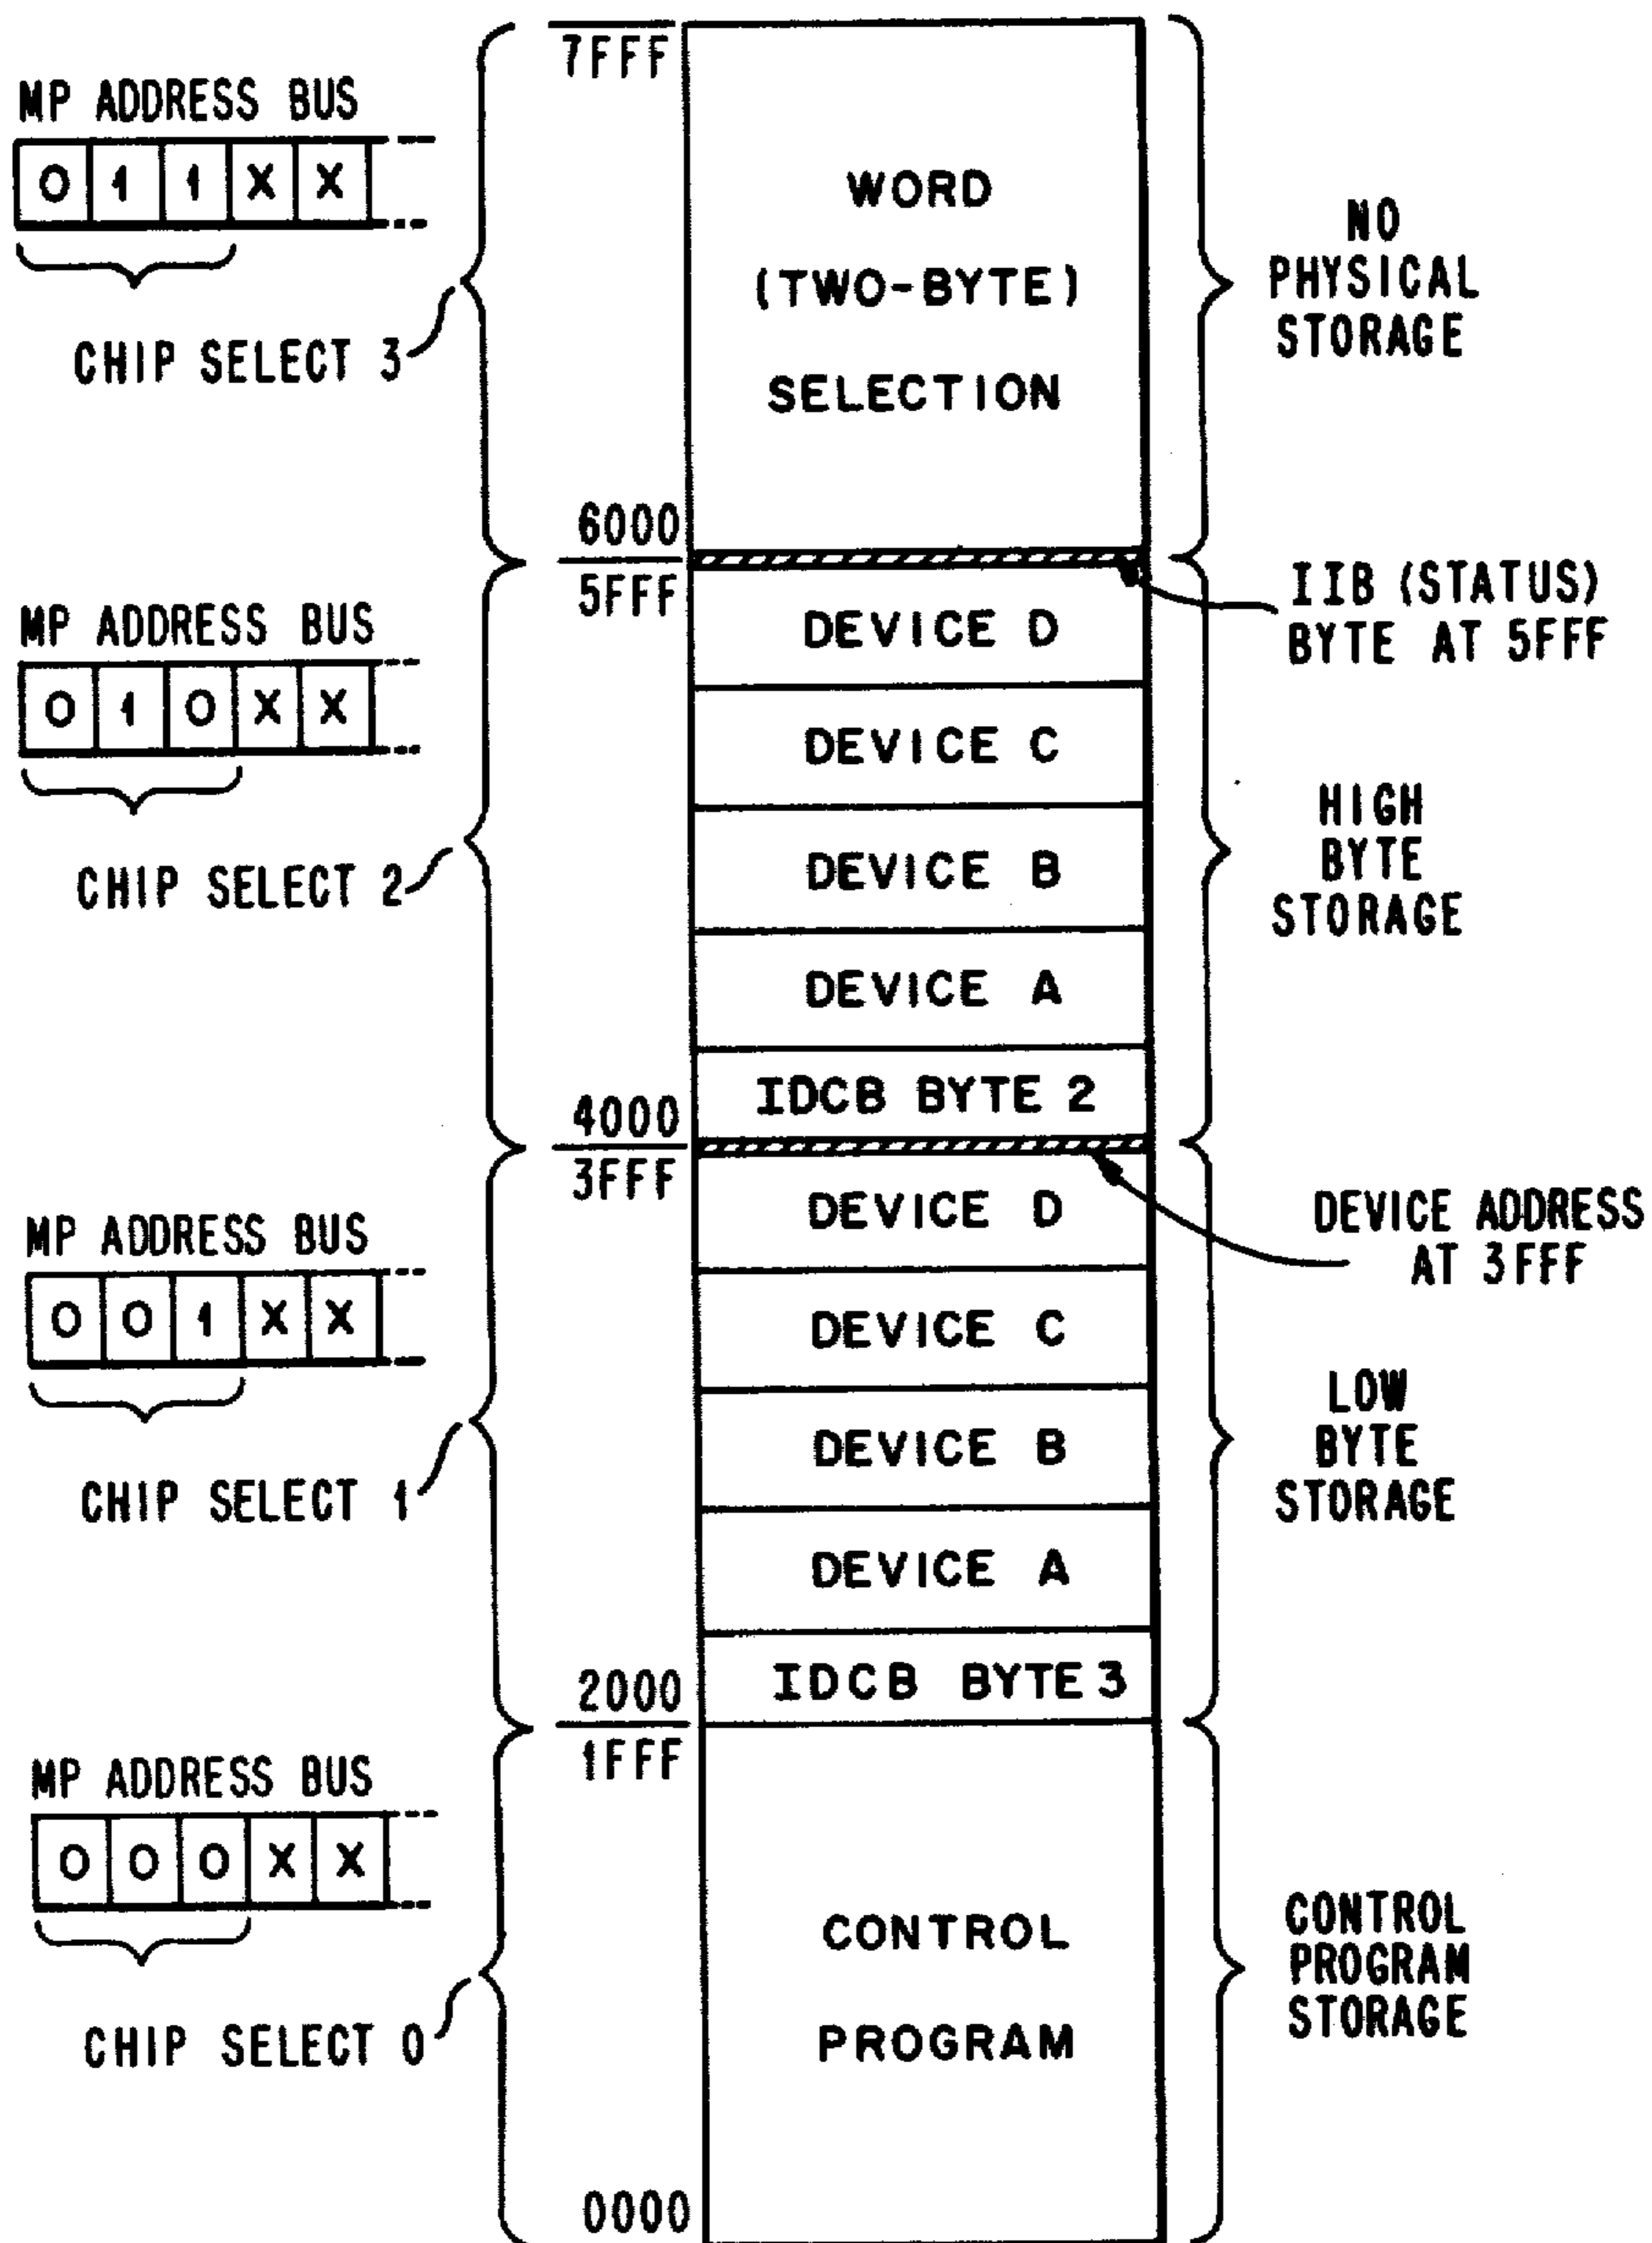 7FFF
MP ADDRESS BUS
0 1 1 X X
CHIP SELECT 3
WORD
(TWO-BYTE)
SELECTION
NO
PHYSICAL
STORAGE
6000
5FFF
IIB (STATUS)
BYTE AT 5FFF
MP ADDRESS BUS
0 1 0 X X
CHIP SELECT 2
DEVICE D
DEVICE C
DEVICE B
DEVICE A
IDCB BYTE 2
HIGH
BYTE
STORAGE
4000
3FFF
DEVICE ADDRESS
AT 3FFF
MP ADDRESS BUS
0 0 1 X X
CHIP SELECT 1
DEVICE D
DEVICE C
DEVICE B
DEVICE A
IDCB BYTE 3
LOW
BYTE
STORAGE
2000
1FFF
MP ADDRESS BUS
0 0 0 X X
CHIP SELECT 0
CONTROL
PROGRAM
CONTROL
PROGRAM
STORAGE
0000